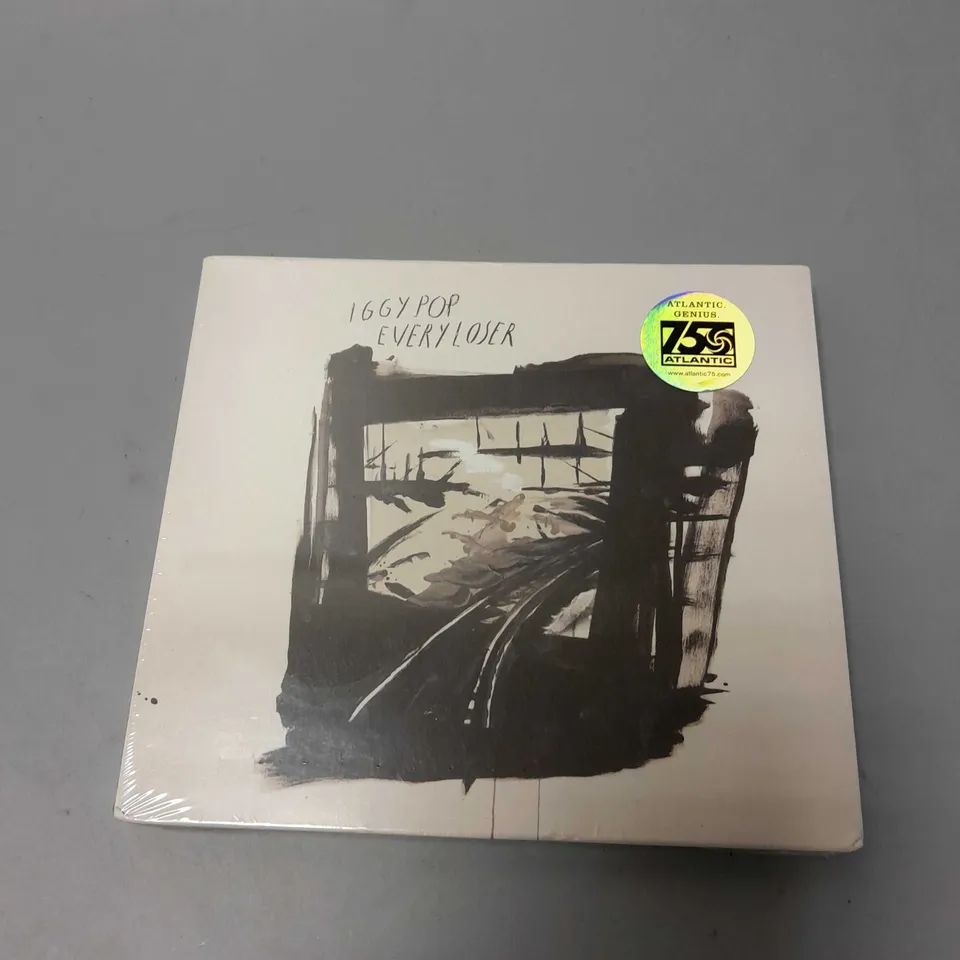 IGGY POP
EVERY LOSER
ATLANTIC.
GENIUS.
75
ATLANTIC
www.atlantic75.com